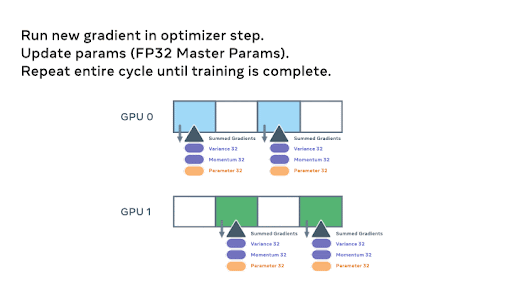 Run new gradient in optimizer step.
Update params (FP32 Master Params).
Repeat entire cycle until training is complete.
GPU 0
Summed Gradients
Variance 32
Momentum 32
Parameter 32
Summed Gradients
Variance 32
Momentum 32
Parameter 32
GPU 1
Summed Gradients
Variance 32
Momentum 32
Parameter 32
Summed Gradients
Variance 32
Momentum 32
Parameter 32